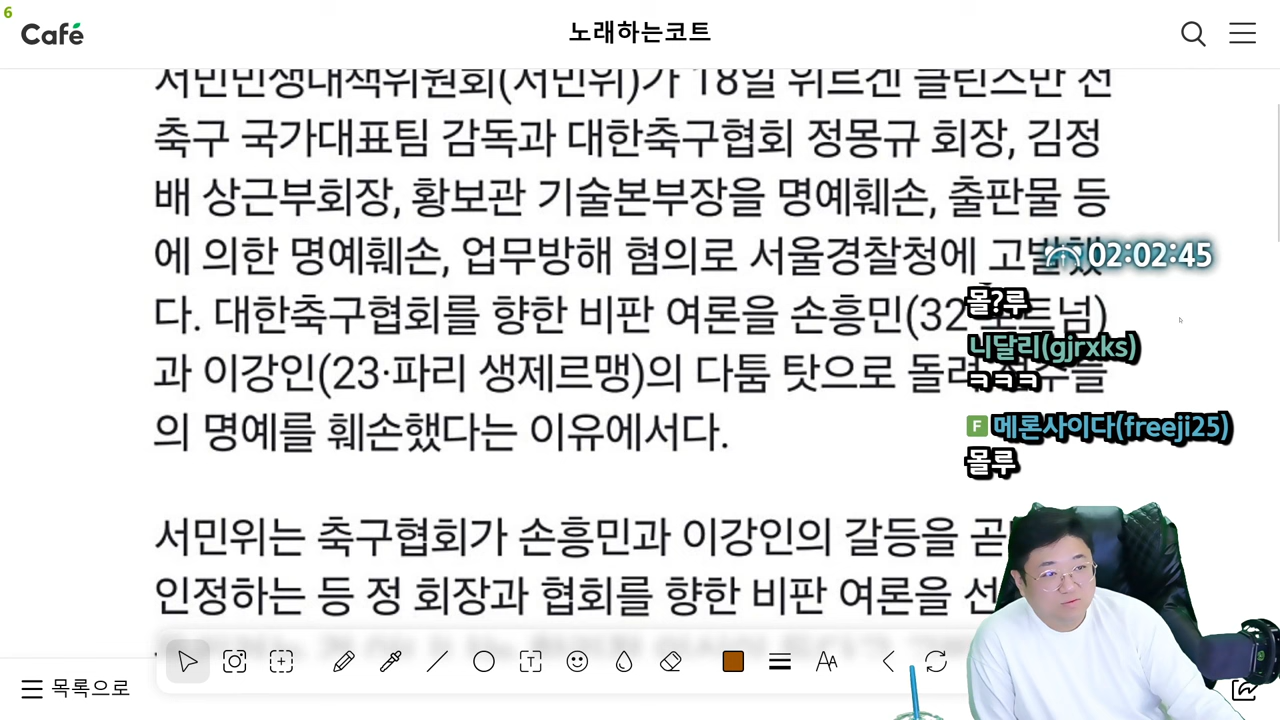 6
Café
노래하는코트
서민민생대책위원회(서민위)가 18일 위르겐 클린스만 전
축구 국가대표팀 감독과 대한축구협회 정몽규 회장, 김정
배 상근부회장, 황보관 기술본부장을 명예훼손, 출판물 등
에 의한 명예훼손, 업무방해 혐의로 서울경찰청에 고발했
02:02:45
다. 대한축구협회를 향한 비판 여론을 손흥민(32
몰?루
과 이강인(23·파리 생제르맹)의 다툼 탓으로 돌려
니달리(gjrxks)
ㅋㅋㅋ
의 명예를 훼손했다는 이유에서다.
F 메론사이다(freeji25)
몰루
서민위는 축구협회가 손흥민과 이강인의 갈등을 곧
인정하는 등 정 회장과 협회를 향한 비판 여론을 선
목록으로